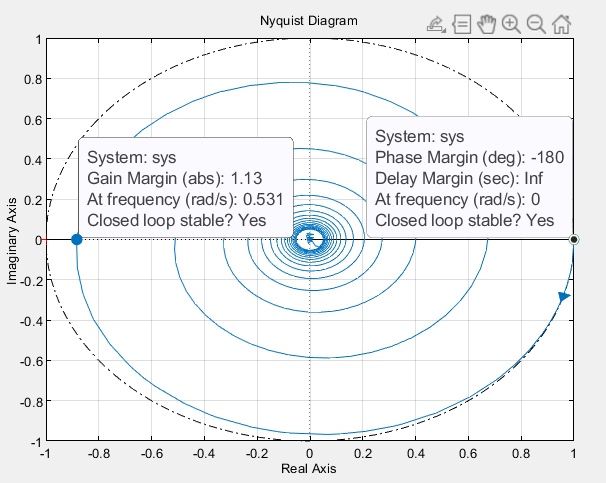 Nyquist Diagram
System: sys
Gain Margin (abs): 1.13
At frequency (rad/s): 0.531
Closed loop stable? Yes
System: sys
Phase Margin (deg): -180
Delay Margin (sec): Inf
At frequency (rad/s): 0
Closed loop stable? Yes
Imaginary Axis
1
0.8
0.6
0.4
0.2
0
-0.2
-0.4
-0.6
-0.8
-1
-1 -0.8 -0.6 -0.4 -0.2 0 0.2 0.4 0.6 0.8 1
Real Axis